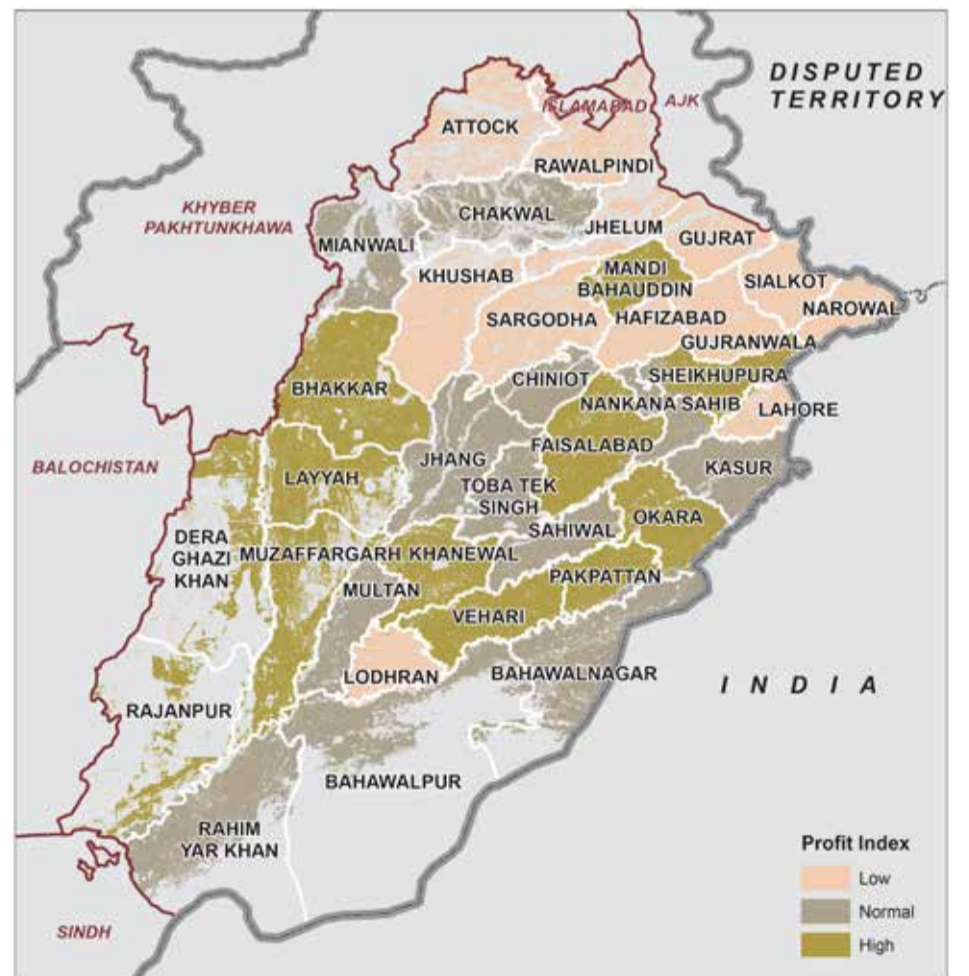 DISPUTED
TERRITORY
ISLAMABAD
AJK
ATTOCK
RAWALPINDI
KHYBER
PAKHTUNKHAWA
CHAKWAL
MIANWALI
JHELUM
GUJRAT
KHUSHAB
MANDI
BAHAUDDIN
SIALKOT
NAROWAL
SARGODHA
HAFIZABAD
GUJRANWALA
BHAKKAR
CHINIOT
SHEIKHUPURA
NANKANA SAHIB
LAHORE
FAISALABAD
BALOCHISTAN
LAYYAH
JHANG
KASUR
TOBA TEK
SINGH
SAHIWAL
OKARA
DERA
GHAZI
KHAN
MUZAFFARGARH
KHANEWAL
MULTAN
PAKPATTAN
VEHARI
LODHRAN
BAHAWALNAGAR
INDIA
RAJANPUR
BAHAWALPUR
RAHIM
YAR KHAN
SINDH
Profit Index
Low
Normal
High